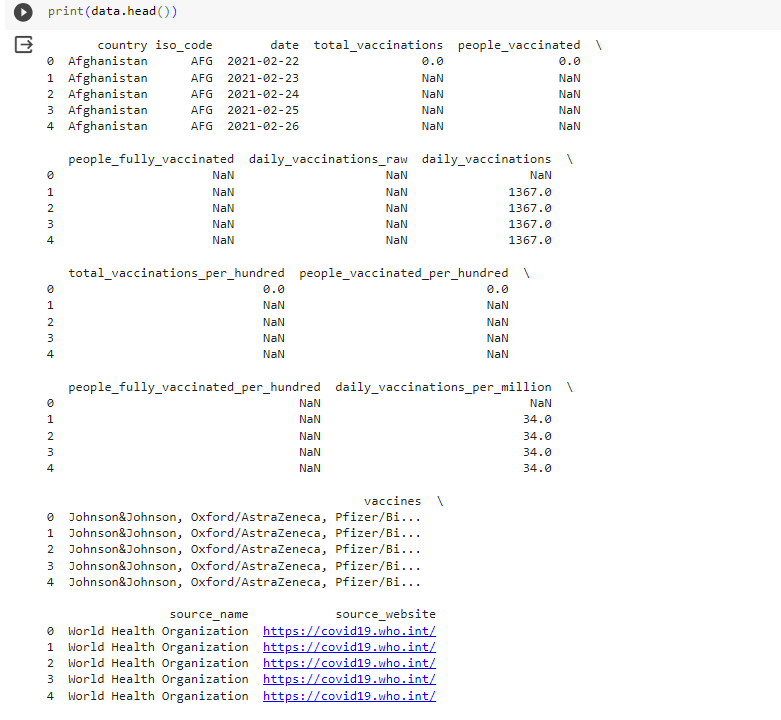 print(data.head())
country iso_code date total_vaccinations people_vaccinated \
0 Afghanistan AFG 2021-02-22 0.0 0.0
1 Afghanistan AFG 2021-02-23 NaN NaN
2 Afghanistan AFG 2021-02-24 NaN NaN
3 Afghanistan AFG 2021-02-25 NaN NaN
4 Afghanistan AFG 2021-02-26 NaN NaN
people_fully_vaccinated daily_vaccinations_raw daily_vaccinations \
0 NaN NaN NaN
1 NaN NaN 1367.0
2 NaN NaN 1367.0
3 NaN NaN 1367.0
4 NaN NaN 1367.0
total_vaccinations_per_hundred people_vaccinated_per_hundred \
0 0.0 0.0
1 NaN NaN
2 NaN NaN
3 NaN NaN
4 NaN NaN
people_fully_vaccinated_per_hundred daily_vaccinations_per_million \
0 NaN NaN
1 NaN 34.0
2 NaN 34.0
3 NaN 34.0
4 NaN 34.0
vaccines \
0 Johnson&Johnson, Oxford/AstraZeneca, Pfizer/Bi...
1 Johnson&Johnson, Oxford/AstraZeneca, Pfizer/Bi...
2 Johnson&Johnson, Oxford/AstraZeneca, Pfizer/Bi...
3 Johnson&Johnson, Oxford/AstraZeneca, Pfizer/Bi...
4 Johnson&Johnson, Oxford/AstraZeneca, Pfizer/Bi...
source_name source_website
0 World Health Organization https://covid19.who.int/
1 World Health Organization https://covid19.who.int/
2 World Health Organization https://covid19.who.int/
3 World Health Organization https://covid19.who.int/
4 World Health Organization https://covid19.who.int/